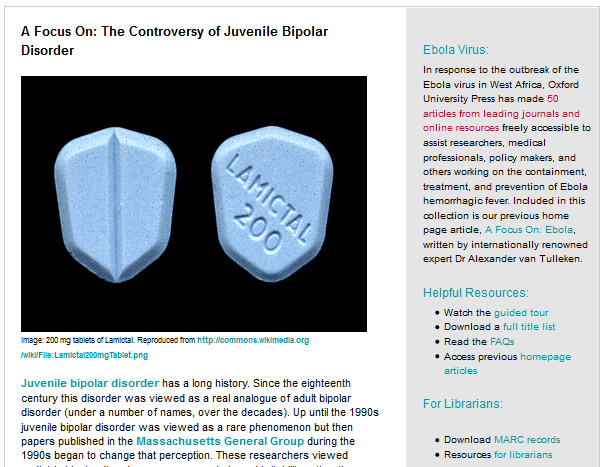 A Focus On: The Controversy of Juvenile Bipolar
Disorder
LAMICTAL
200
Image: 200 mg tablets of Lamictal. Reproduced from http://commons.wikimedia.org
/wiki/File:Lamictal200mgTablet.png
Juvenile bipolar disorder has a long history. Since the eighteenth
century this disorder was viewed as a real analogue of adult bipolar
disorder (under a number of names, over the decades). Up until the 1990s
juvenile bipolar disorder was viewed as a rare phenomenon but then
papers published in the Massachusetts General Group during the
1990s began to change that perception. These researchers viewed
Ebola Virus:
In response to the outbreak of the
Ebola virus in West Africa, Oxford
University Press has made 50
articles from leading journals and
online resources freely accessible to
assist researchers, medical
professionals, policy makers, and
others working on the containment,
treatment, and prevention of Ebola
hemorrhagic fever. Included in this
collection is our previous home
page article, A Focus On: Ebola,
written by internationally renowned
expert Dr Alexander van Tulleken.
Helpful Resources:
Watch the guided tour
Download a full title list
Read the FAQs
Access previous homepage
articles
For Librarians:
Download MARC records
Resources for librarians